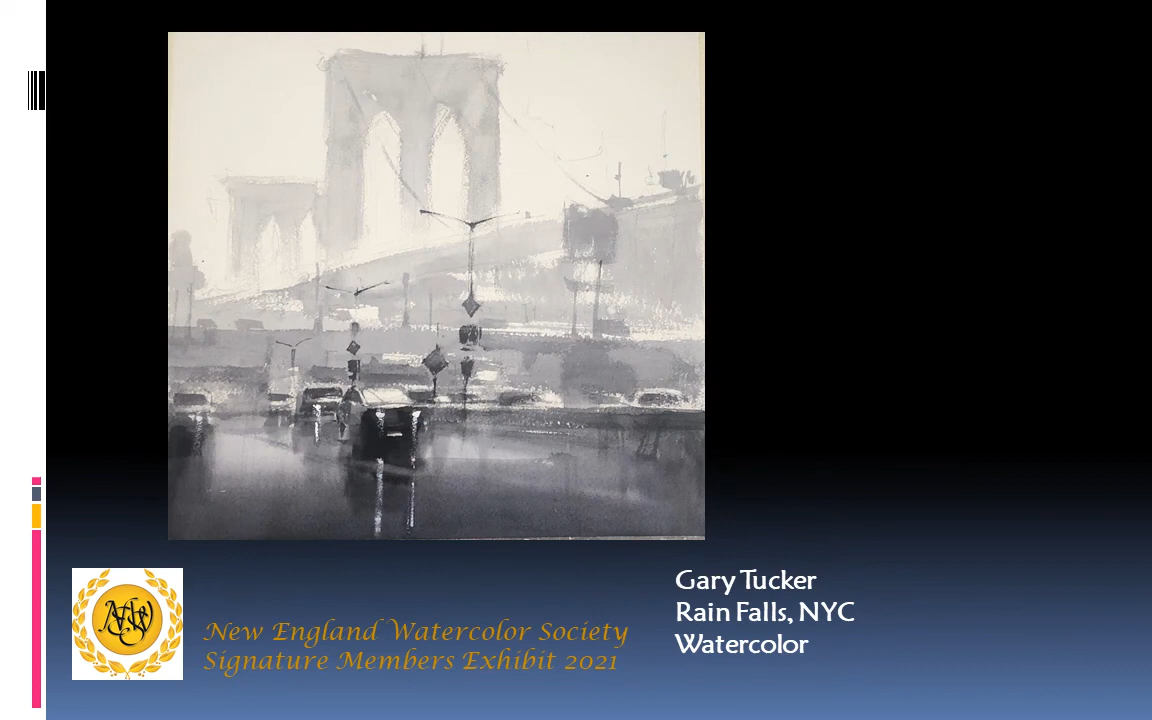 New England Watercolor Society
Signature Members Exhibit 2021
Gary Tucker
Rain Falls, NYC
Watercolor